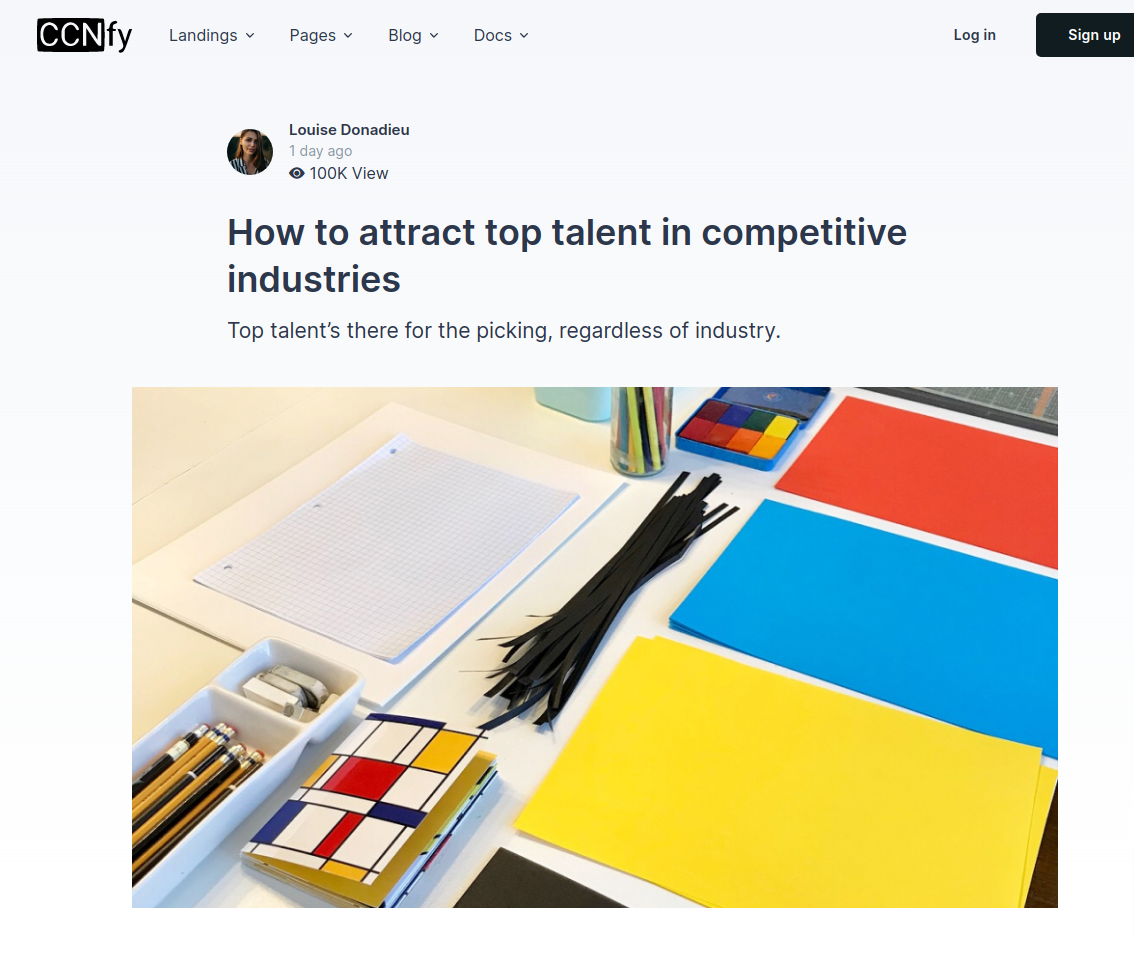 CCNfy
Landings
Pages
Blog
Docs
Log in
Sign up
Louise Donadieu
1 day ago
100K View
How to attract top talent in competitive
industries
Top talent’s there for the picking, regardless of industry.